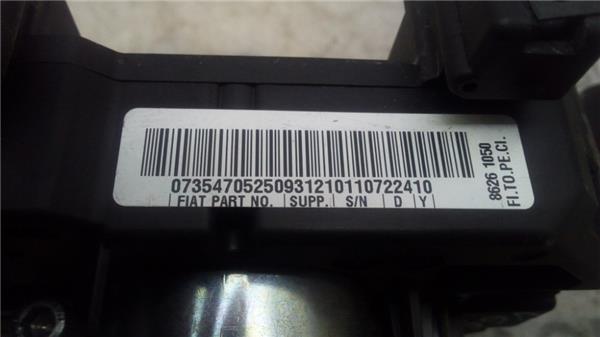 07354705250931210110722410
FIAT PART NO. SUPP. S/N D Y
8626 1050
FI.TO.PE.CI.